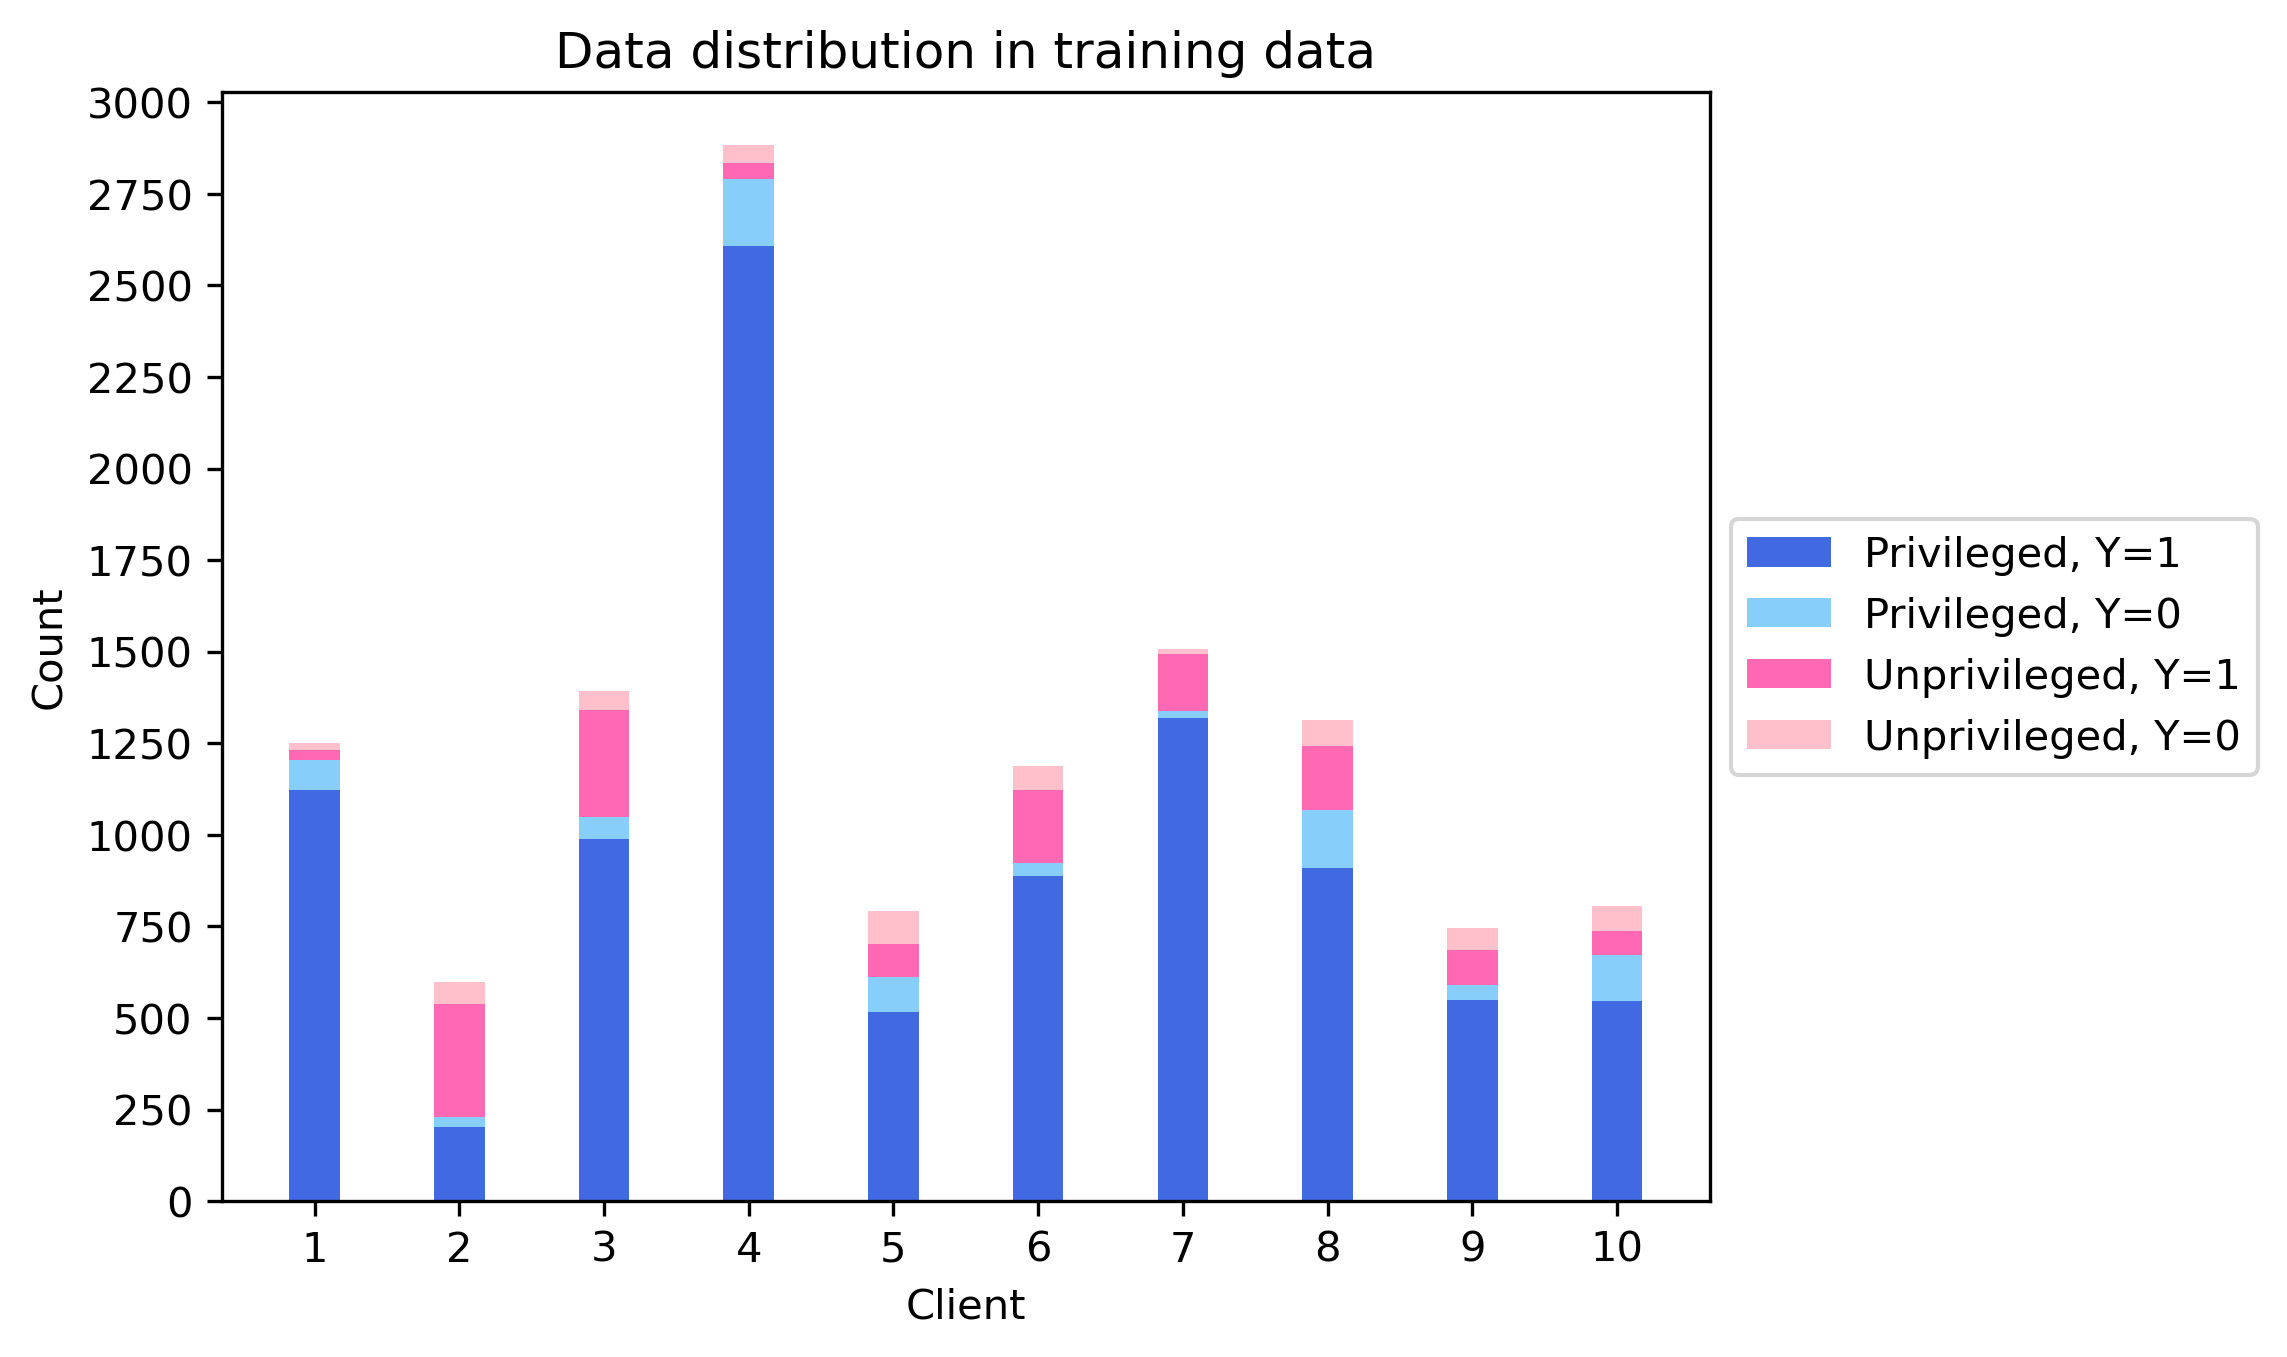 Data distribution in training data
Count
3000
2750
2500
2250
2000
1750
1500
1250
1000
750
500
250
0
1 2 3 4 5 6 7 8 9 10
Client
Privileged, Y=1
Privileged, Y=0
Unprivileged, Y=1
Unprivileged, Y=0